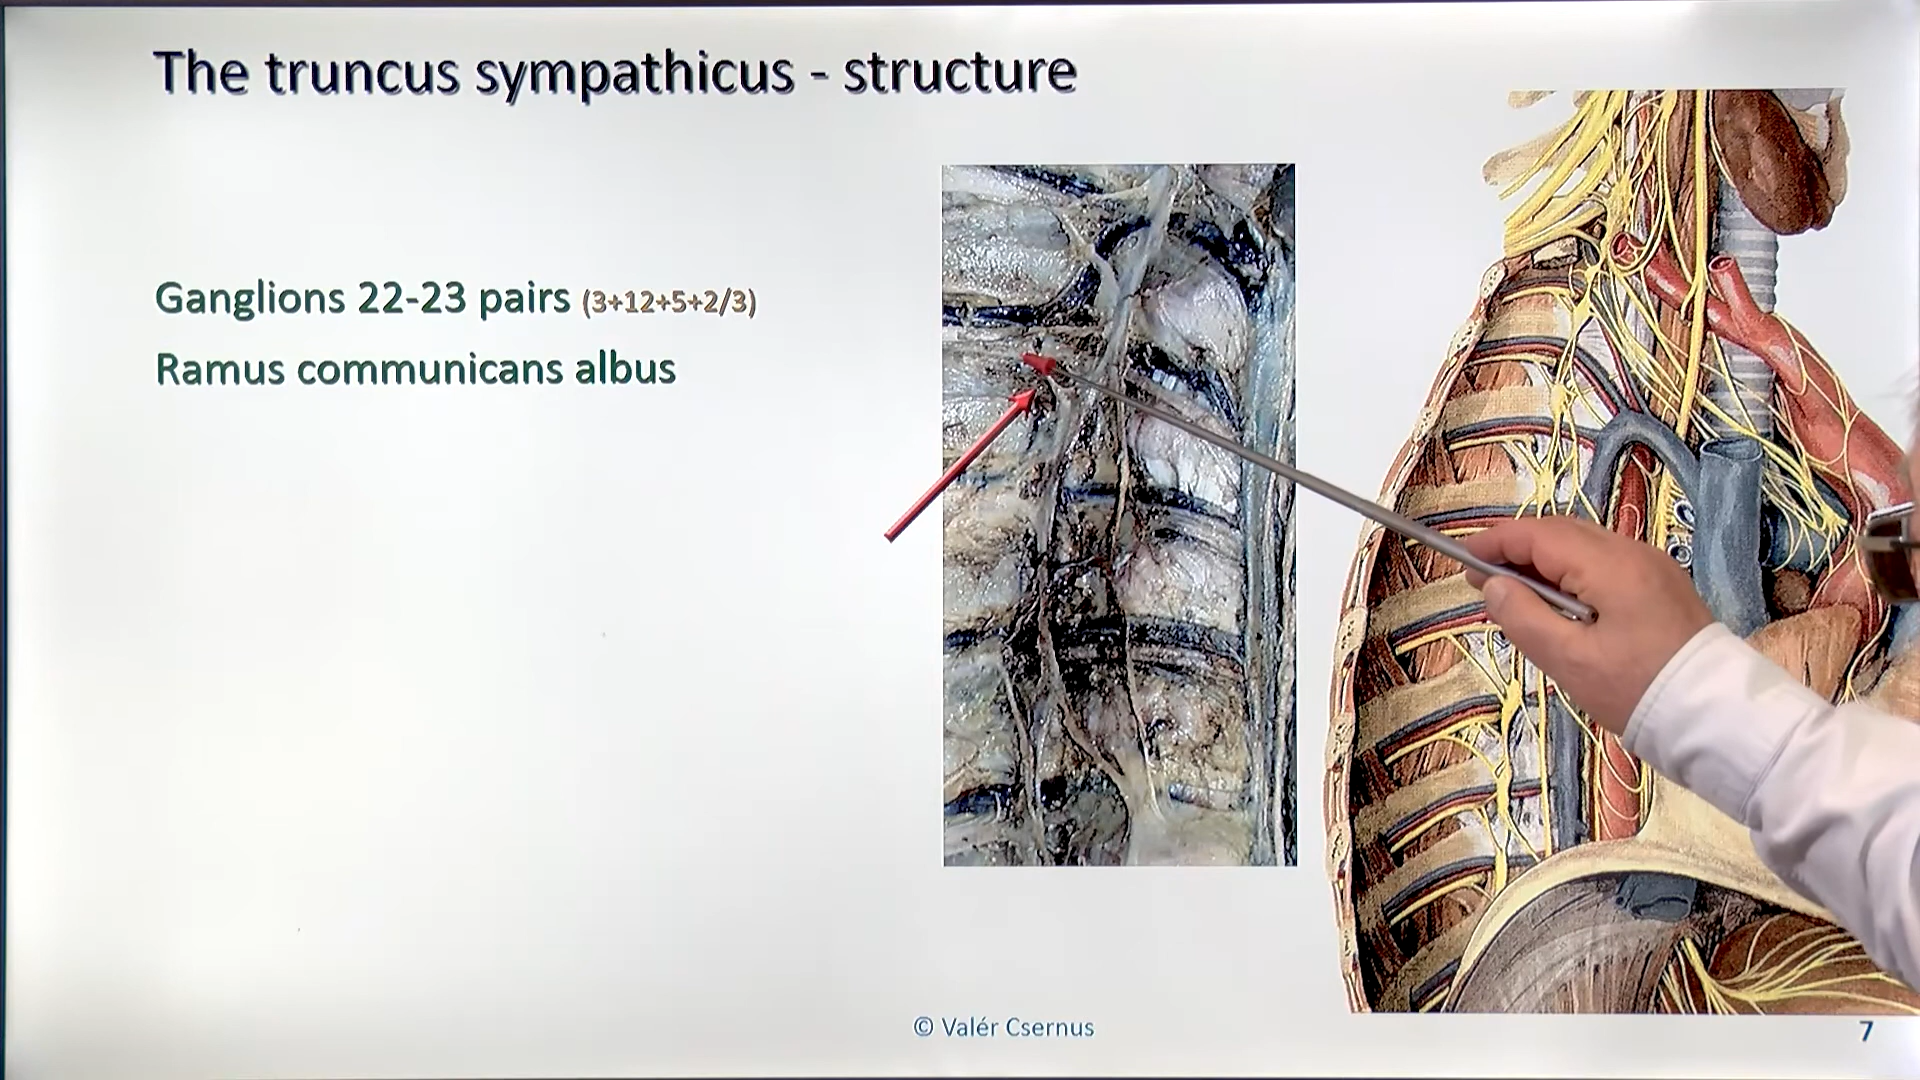 The truncus sympathicus - structure
Ganglions 22-23 pairs (3+12+5+2/3)
Ramus communicans albus
© Valér Csernus
7